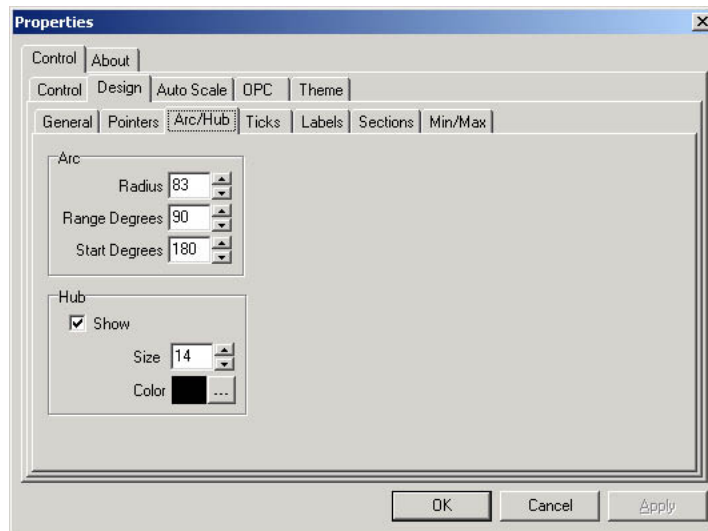 Properties
Control About
Control Design Auto Scale OPC Theme
General Pointers Arc/Hub Ticks Labels Sections Min/Max
Arc
Radius 83
Range Degrees 90
Start Degrees 180
Hub
Show
Size 14
Color ...
OK Cancel Apply